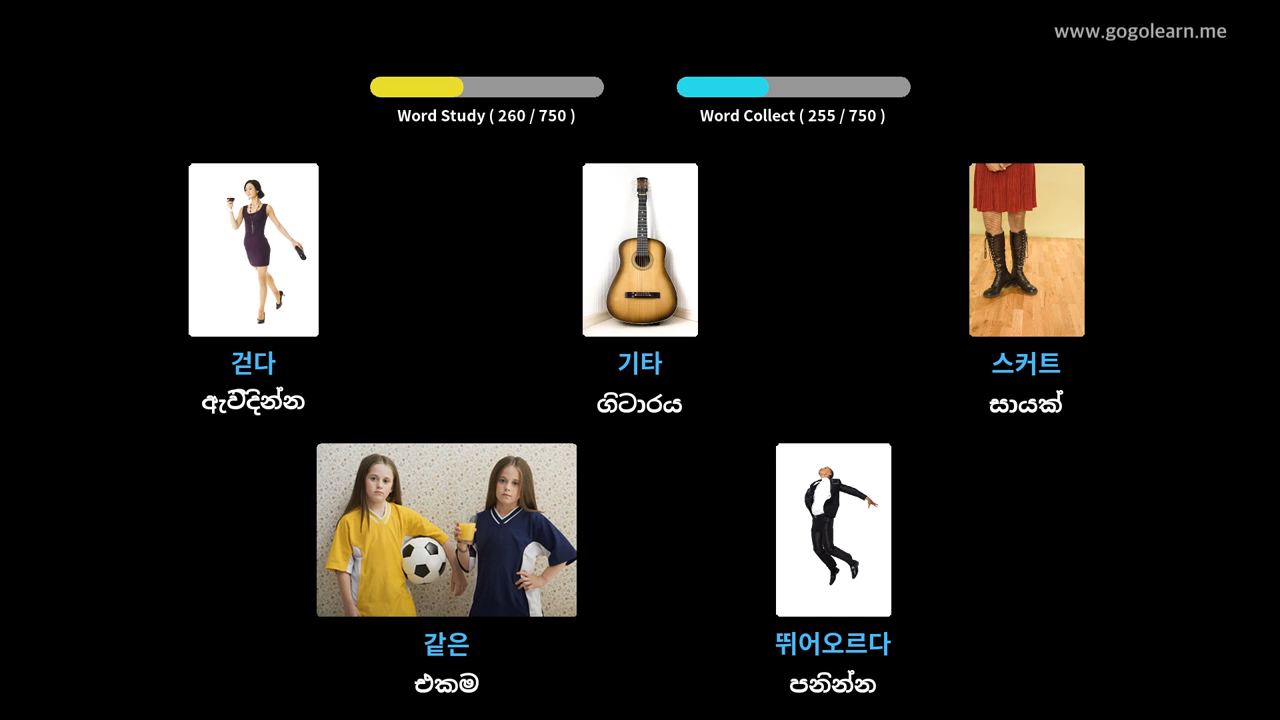 www.gogolearn.me
Word Study ( 260 / 750 )
Word Collect ( 255 / 750 )
걷다
기타
스커트
ඇවිදින්න
ගිටාරය
සායක්
같은
뛰어오르다
එකම
පනින්න